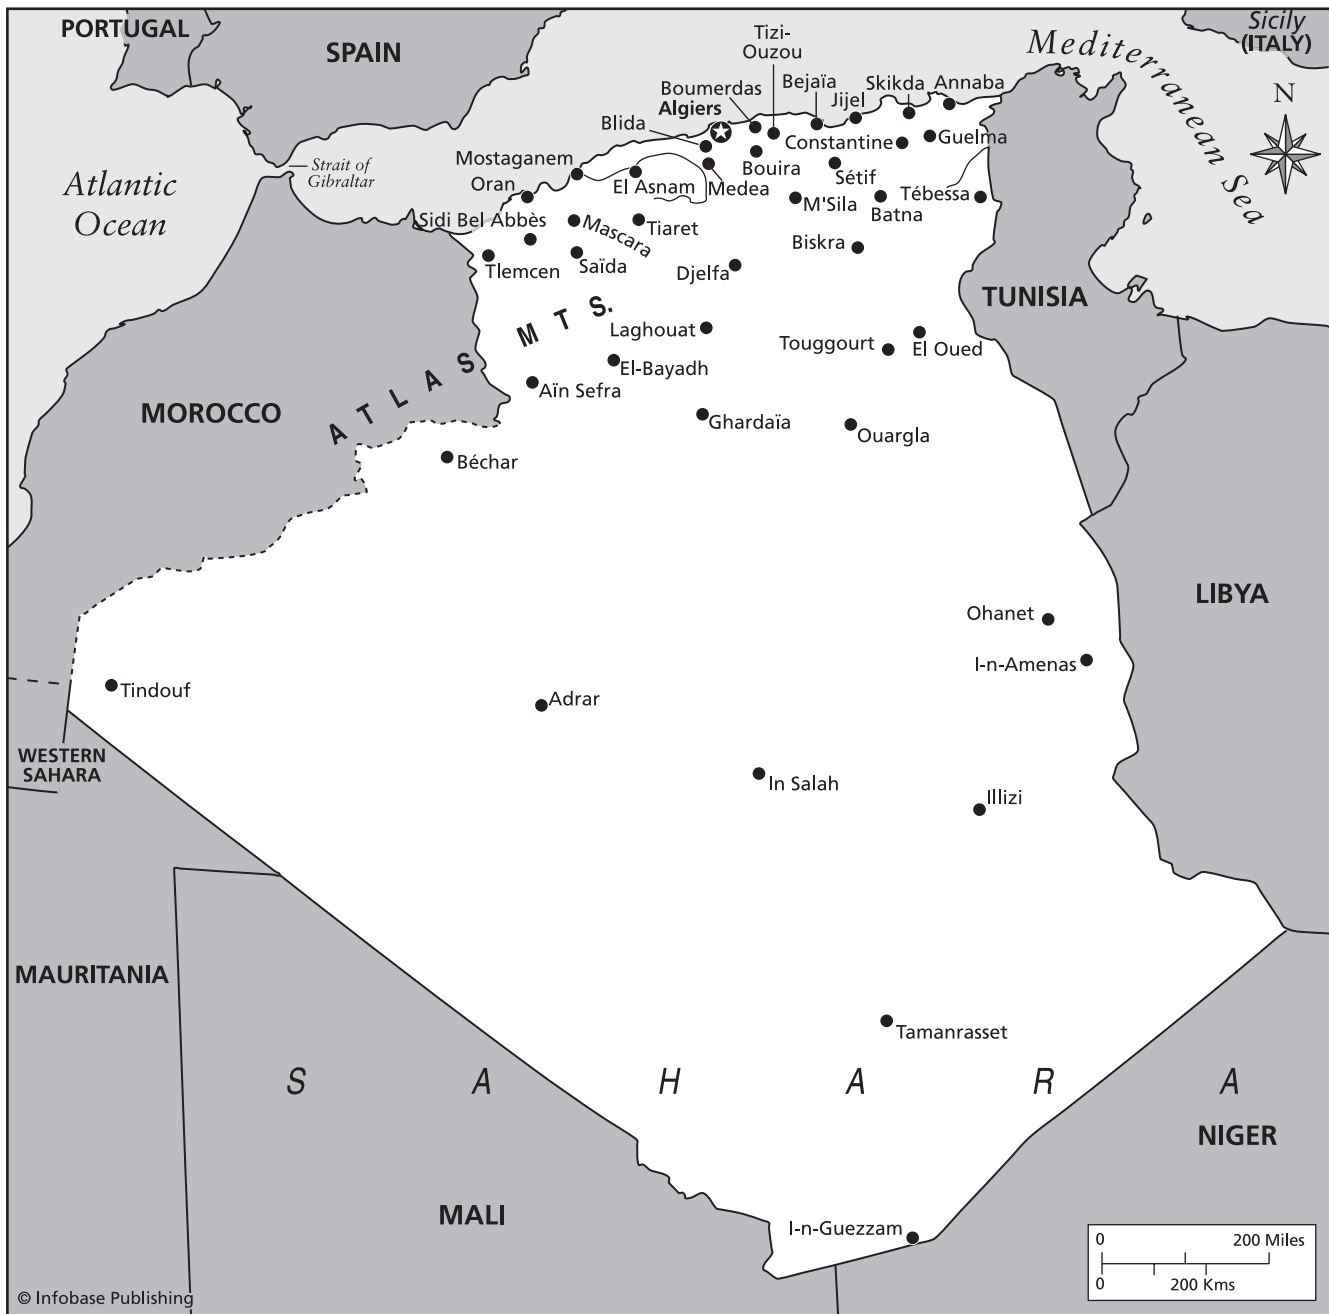 PORTUGAL
SPAIN
Sicily
(ITALY)
Mediterranean Sea
N
Tizi-
Ouzou
Boumerdas
Bejaïa
Skikda
Annaba
Algiers
Jijel
Blida
Constantine
Guelma
Strait of
Gibraltar
Mostaganem
Bouira
Atlantic
Ocean
Oran
El Asnam
Medea
Sétif
Tébessa
M'Sila
Batna
Sidi Bel Abbès
Mascara
Tiaret
Biskra
Tlemcen
Saïda
Djelfa
TUNISIA
ATLAS MTS.
Laghouat
Touggourt
El Oued
El-Bayadh
Aïn Sefra
MOROCCO
Ghardaïa
Ouargla
Béchar
LIBYA
Ohanet
I-n-Amenas
Tindouf
Adrar
WESTERN
SAHARA
In Salah
Illizi
MAURITANIA
Tamanrasset
SAHARA
NIGER
MALI
I-n-Guezzam
0 200 Miles
0 200 Kms
© Infobase Publishing